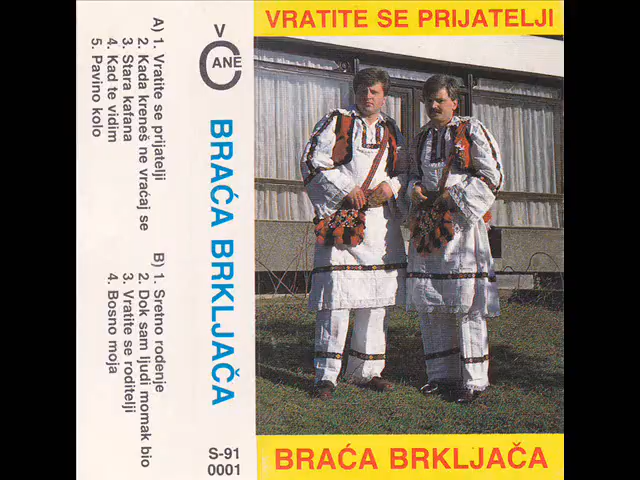 VRATITE SE PRIJATELJI
A) 1. Vratite se prijatelji
2. Kada kreneš ne vraćaj se
3. Stara kafana
4. Kad te vidim
5. Pavino kolo
B) 1. Sretno rođenje
2. Dok sam ljudi momak bio
3. Vratite se roditelji
4. Bosno moja
V
CANE
BRAĆA BRKLJAČA
S-91
0001
BRAĆA BRKLJAČA